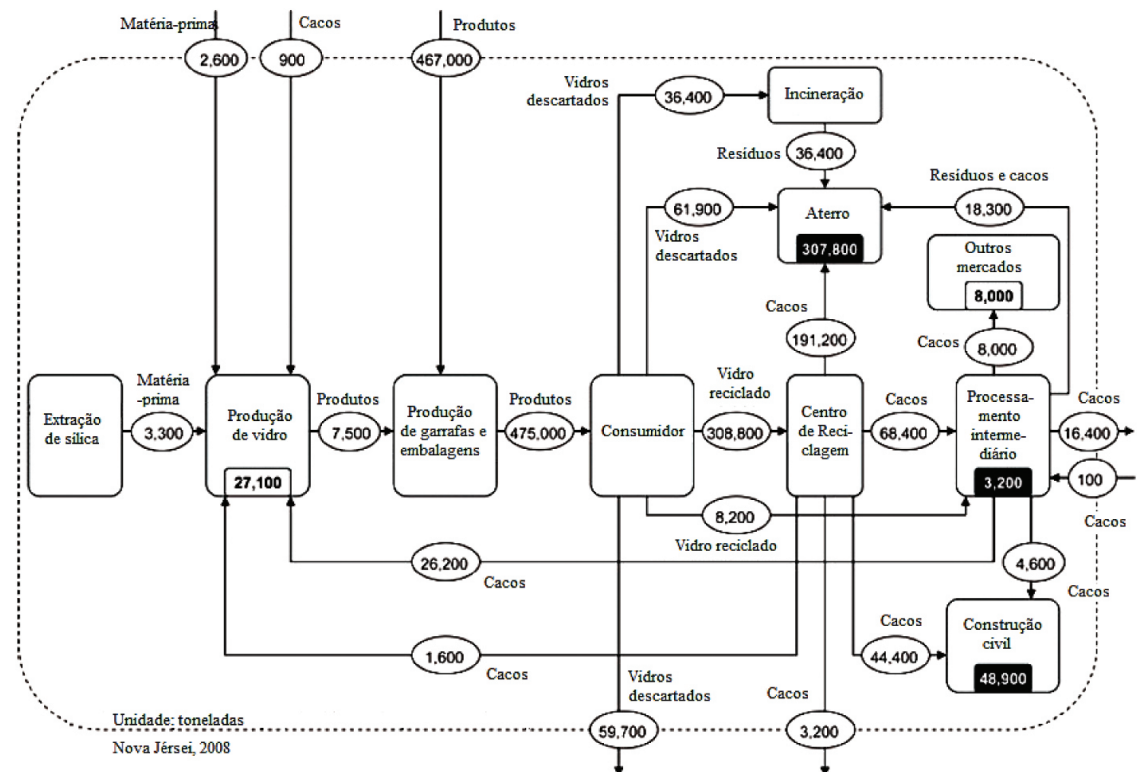 Matéria-prima
Cacos
Produtos
2,600
900
467,000
Vidros
descartados
36,400
Incineração
Resíduos
36,400
Resíduos e cacos
18,300
61,900
Vidros
descartados
Aterro
307,800
Outros
mercados
8,000
Cacos
191,200
Cacos
8,000
Extração
de sílica
Matéria
-prima
3,300
Produção
de vidro
27,100
Produtos
7,500
Produção
de garrafas e
embalagens
Produtos
475,000
Consumidor
Vidro
reciclado
308,800
Centro
de Reci-
clagem
Cacos
68,400
Processa-
mento
interme-
diário
3,200
Cacos
16,400
100
Cacos
8,200
Vidro reciclado
26,200
Cacos
4,600
Cacos
1,600
Cacos
Cacos
44,400
Construção
civil
48,900
Vidros
descartados
59,700
Cacos
3,200
Unidade: toneladas
Nova Jérsei, 2008